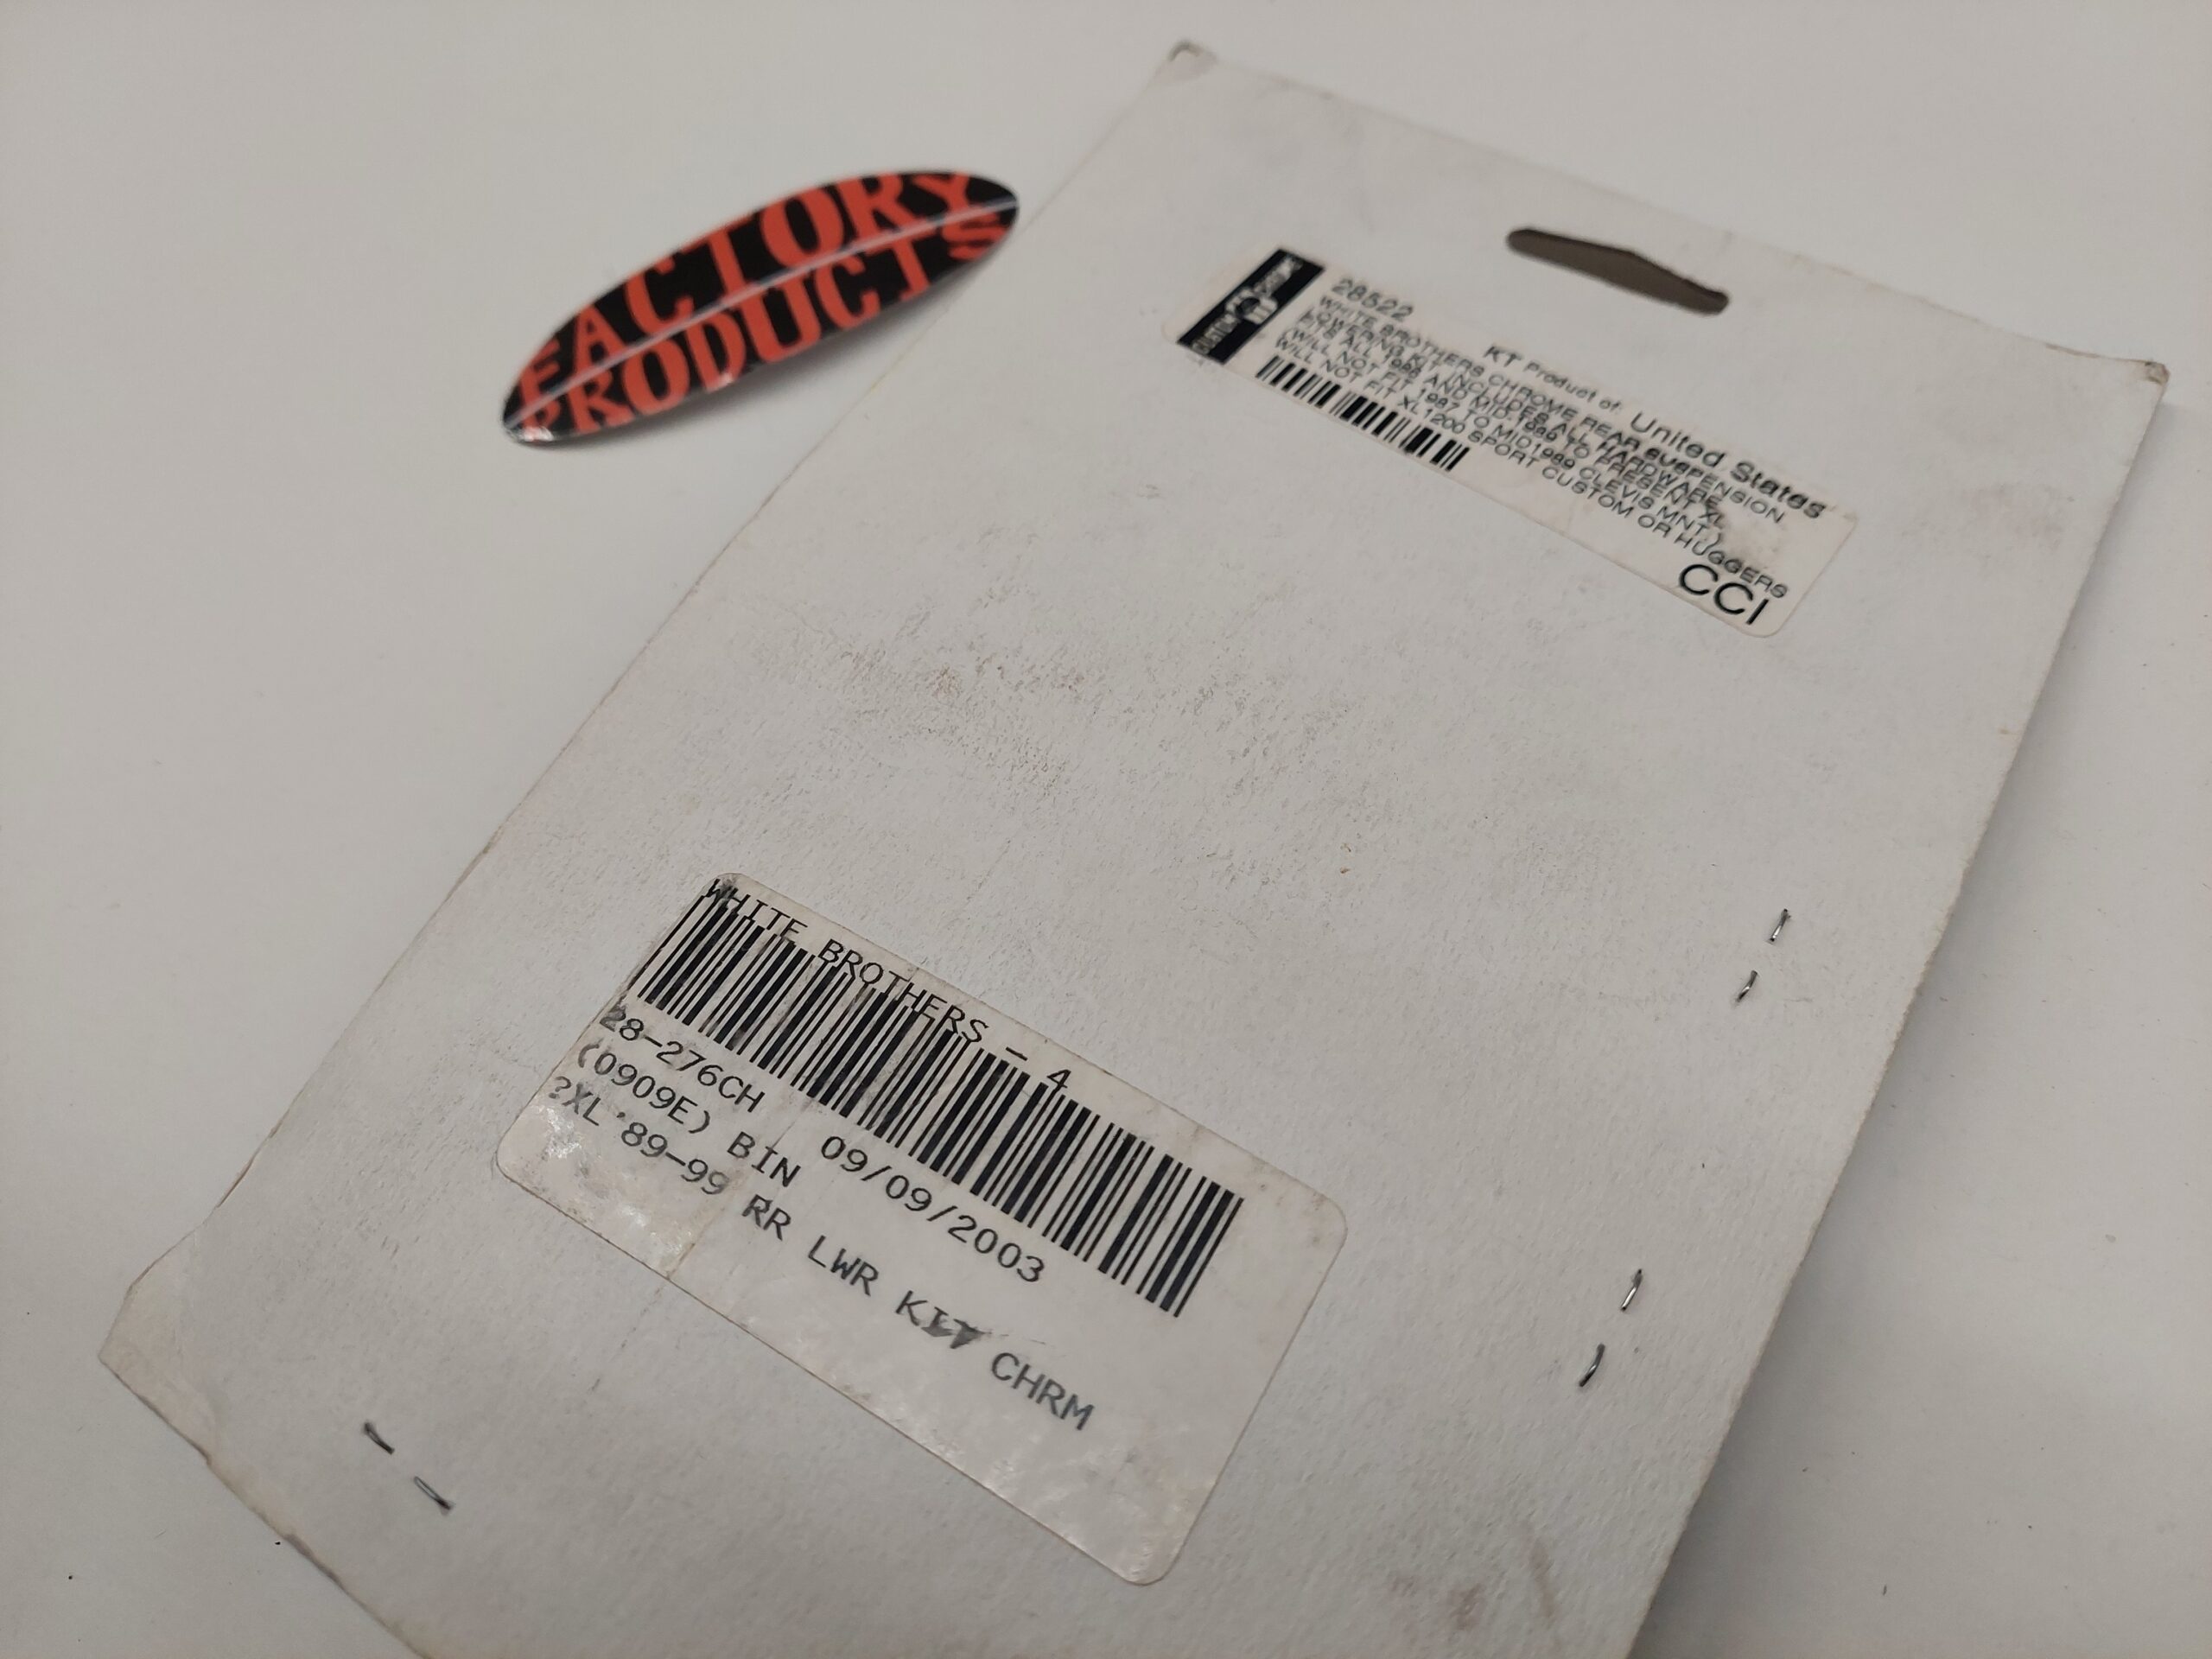 FACTORY
PRODUCTS
CUSTOM CHROME
28522
KT Product of: United States
WHITE BROTHERS CHROME REAR SUSPENSION
LOWERING KIT INCLUDES ALL HARDWARE
FITS ALL 1986 AND MID 1989 TO PRESENT XL
(WILL NOT FIT 1987 TO MID1989 CLEVIS MNT.)
WILL NOT FIT XL1200 SPORT CUSTOM OR HUGGERS
CCI
WHITE BROTHERS - 4
28-276CH 09/09/2003
(0909E) BIN
?XL '89-99 RR LWR KIT CHRM